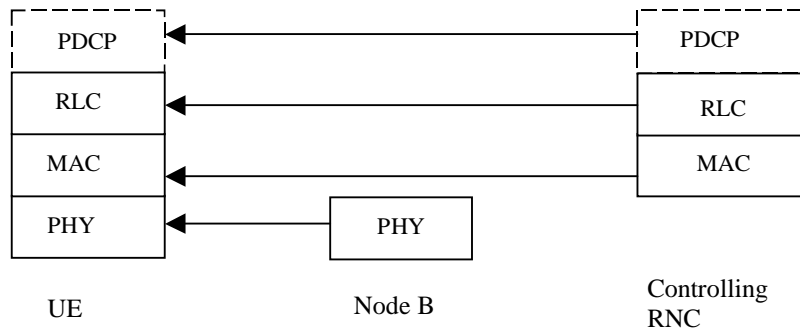 PDCP PDCP
RLC RLC
MAC MAC
PHY PHY
UE Node B Controlling
RNC